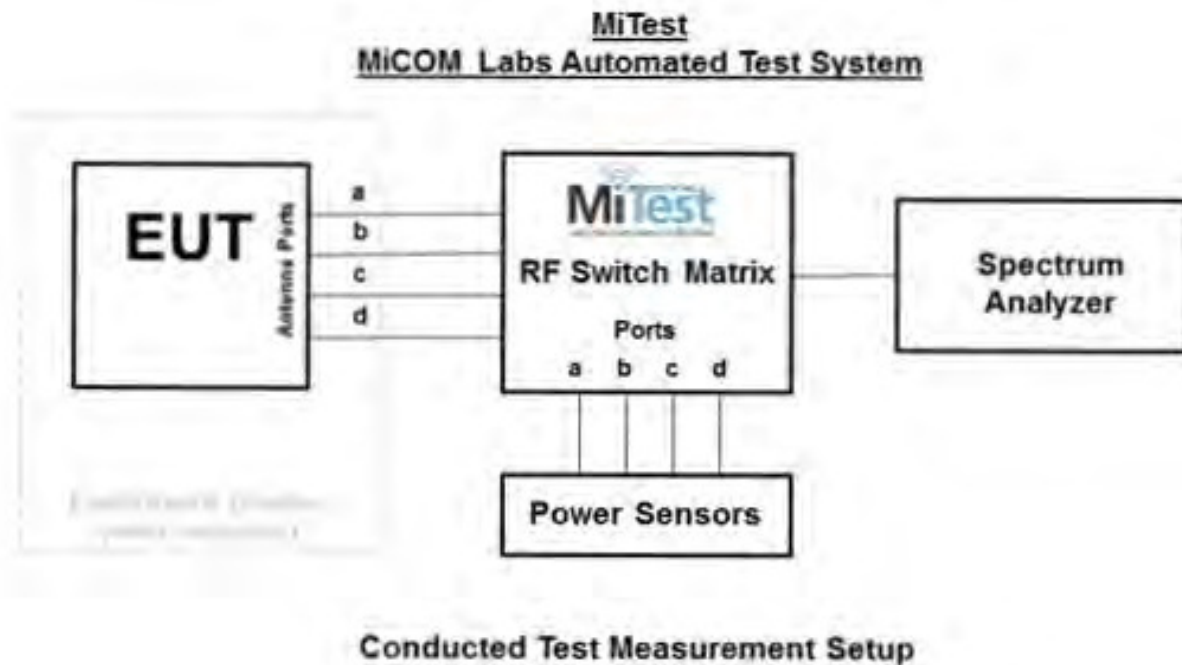 MiTest
MiCOM Labs Automated Test System
EUT
Antenna Ports
a
b
c
d
MiTest
RF Switch Matrix
Ports
a b c d
Spectrum
Analyzer
Power Sensors
Conducted Test Measurement Setup